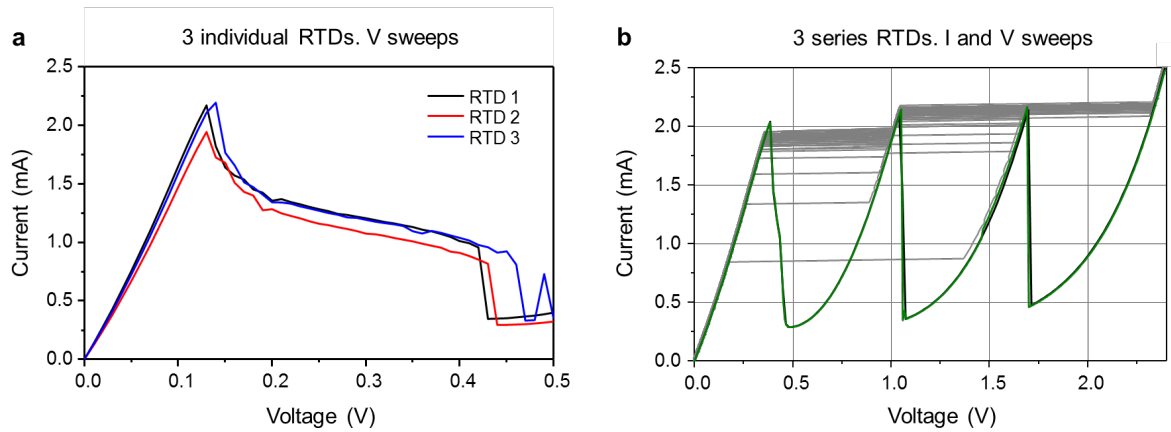 a
3 individual RTDs. V sweeps
2.5
2.0
1.5
1.0
0.5
0.0
Current (mA)
RTD 1
RTD 2
RTD 3
0.0 0.1 0.2 0.3 0.4 0.5
Voltage (V)
b
3 series RTDs. I and V sweeps
2.5
2.0
1.5
1.0
0.5
0.0
Current (mA)
0.0 0.5 1.0 1.5 2.0
Voltage (V)